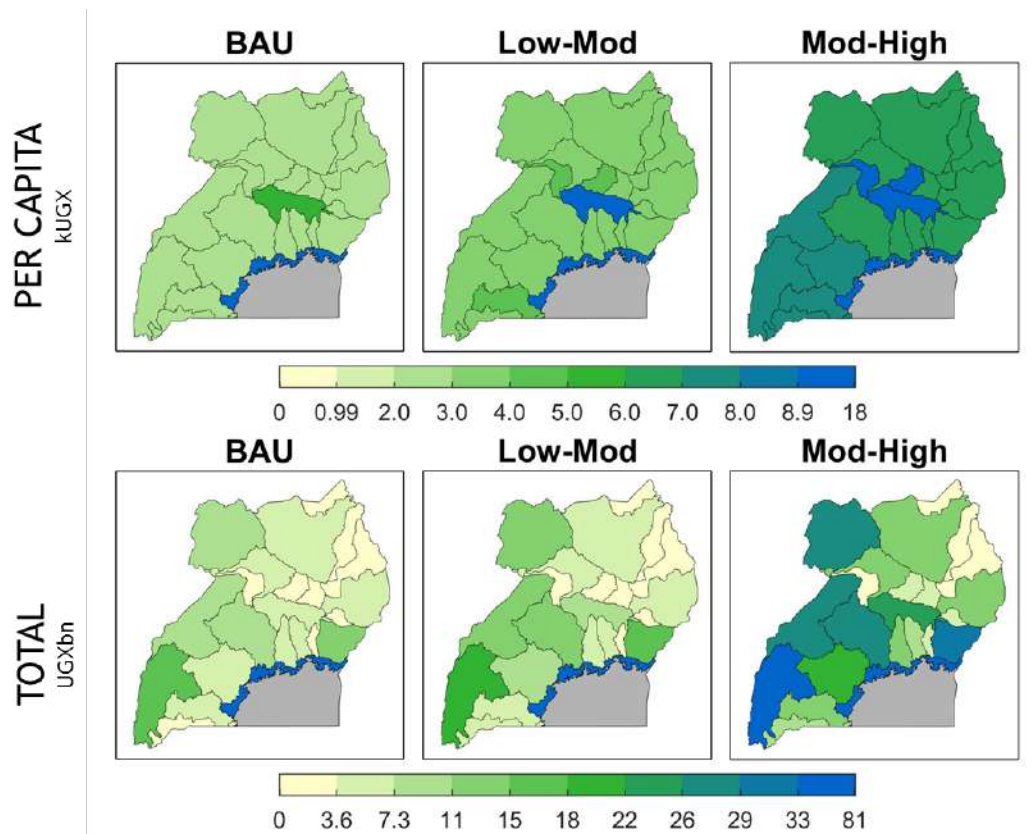 BAU Low-Mod Mod-High
PER CAPITA
kUGX
0 0.99 2.0 3.0 4.0 5.0 6.0 7.0 8.0 8.9 18
BAU Low-Mod Mod-High
TOTAL
UGXbn
0 3.6 7.3 11 15 18 22 26 29 33 81